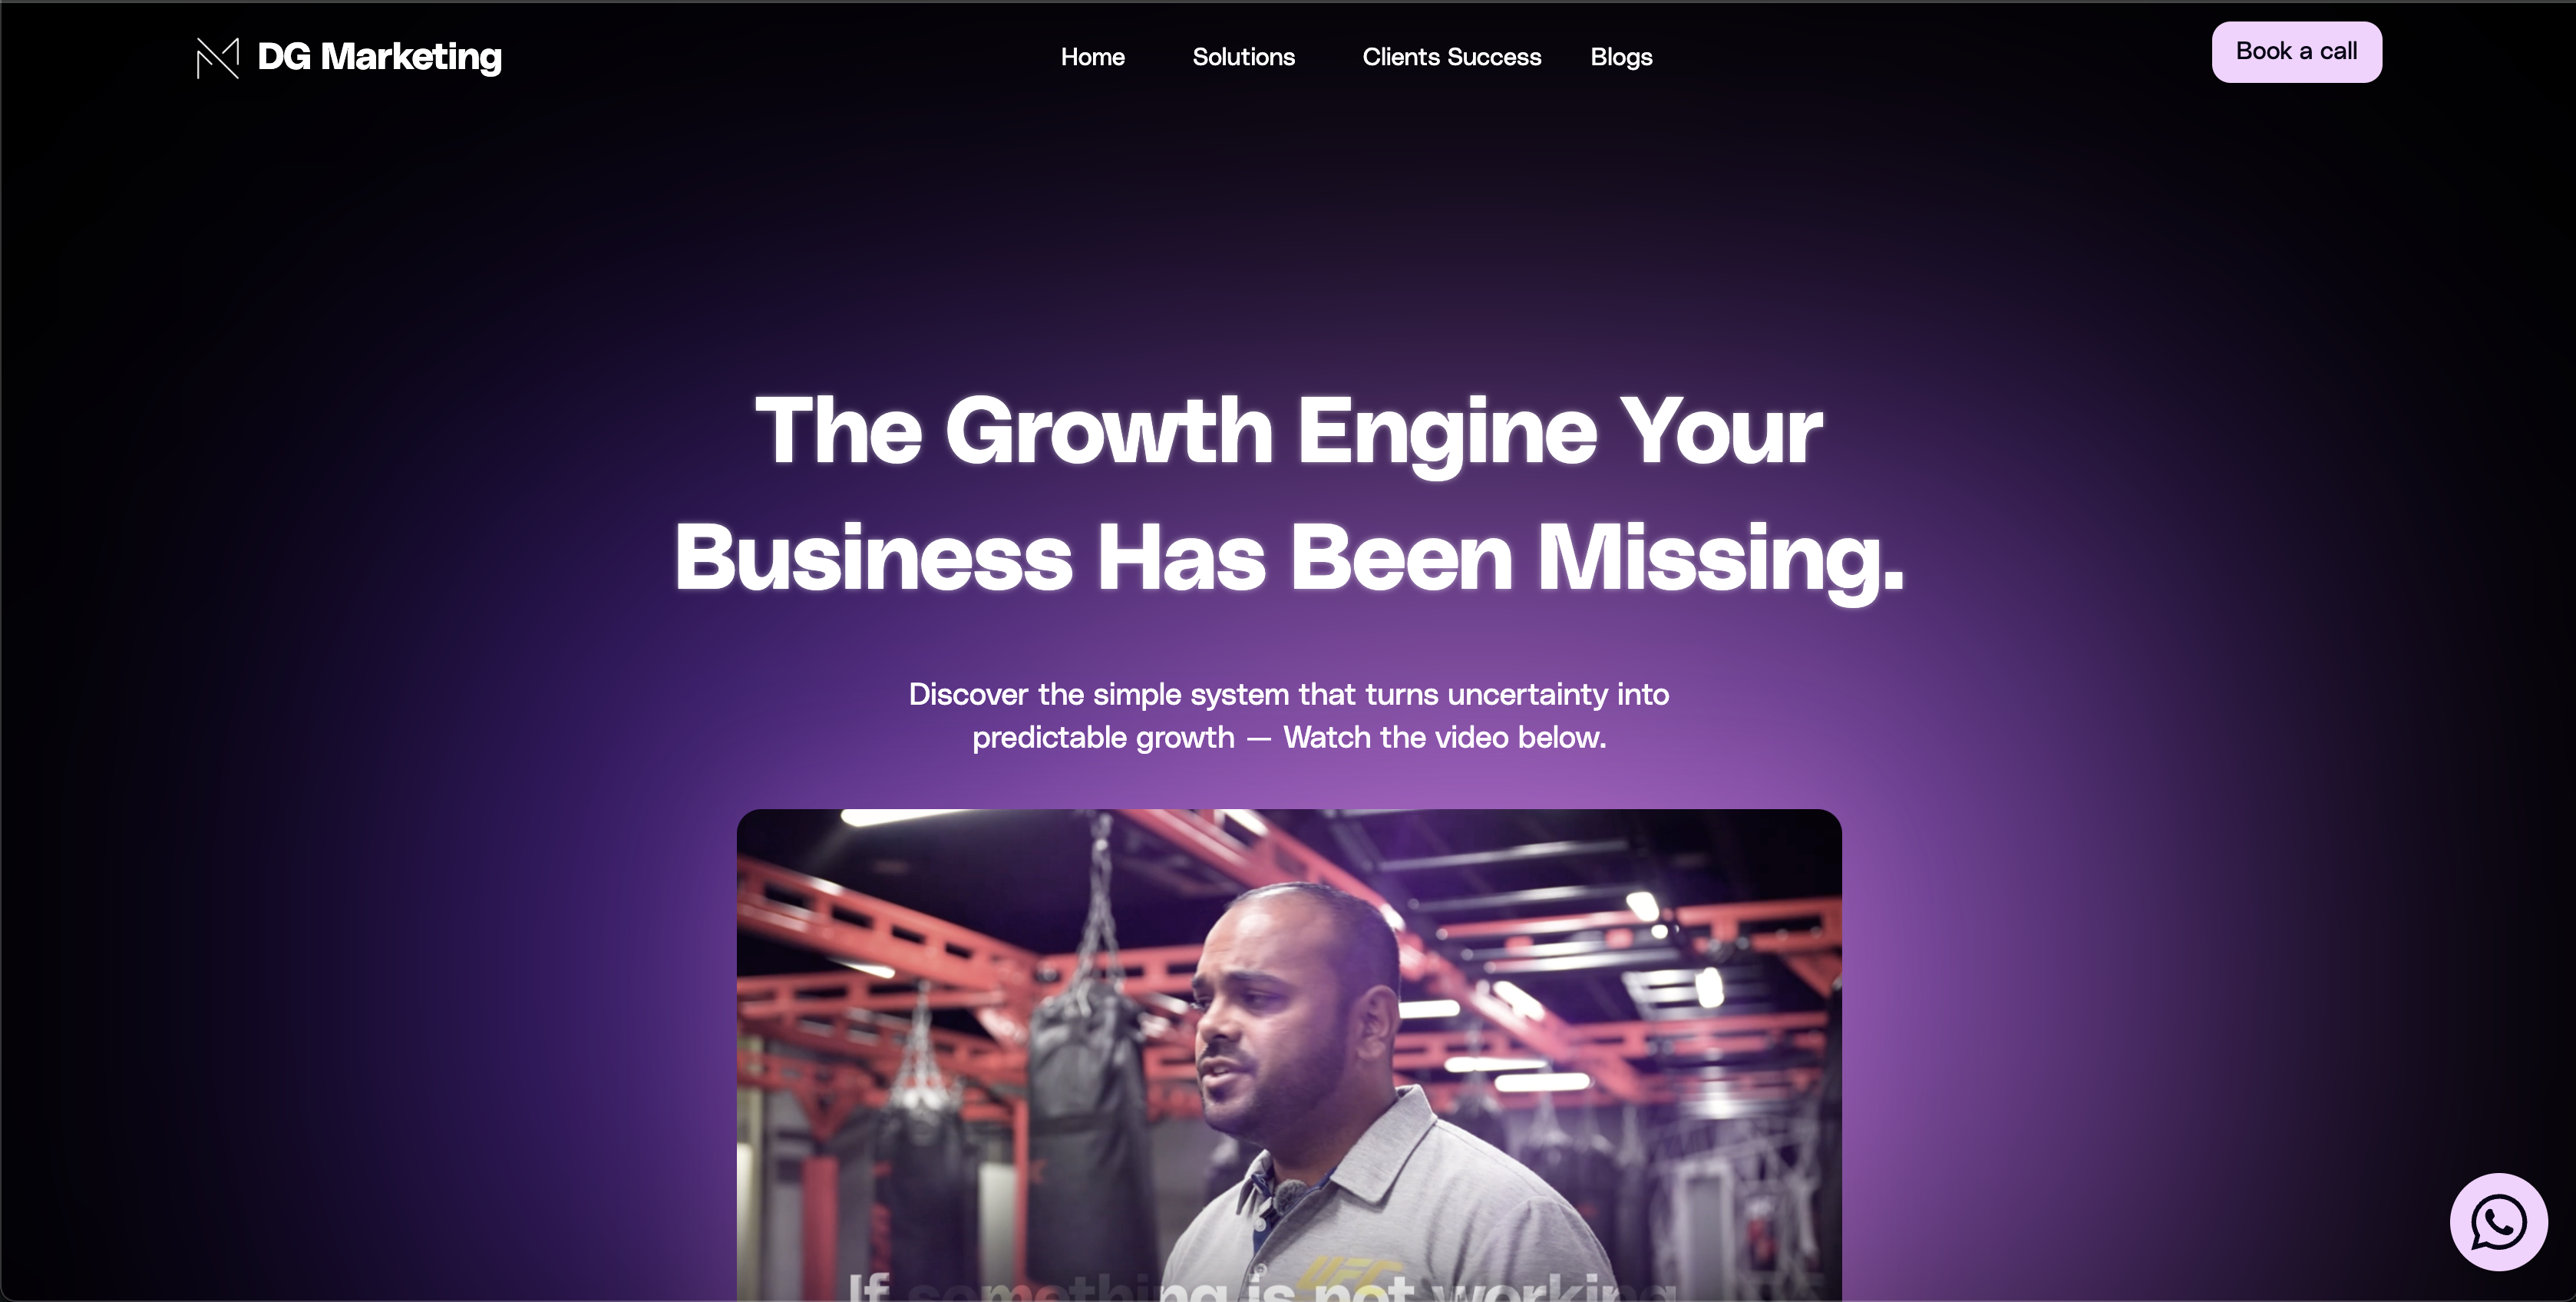 DG Marketing
Home
Solutions
Clients Success
Blogs
Book a call
The Growth Engine Your
Business Has Been Missing.
Discover the simple system that turns uncertainty into
predictable growth — Watch the video below.
UFC
If something is not working